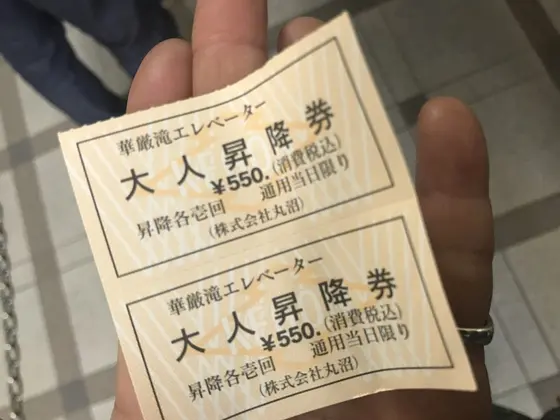 華厳滝エレベーター
大人昇降券
¥550.(消費税込)
昇降各壱回 通用当日限り
(株式会社丸沼)
華厳滝エレベーター
大人昇降券
¥550.(消費税込)
昇降各壱回 通用当日限り
(株式会社丸沼)